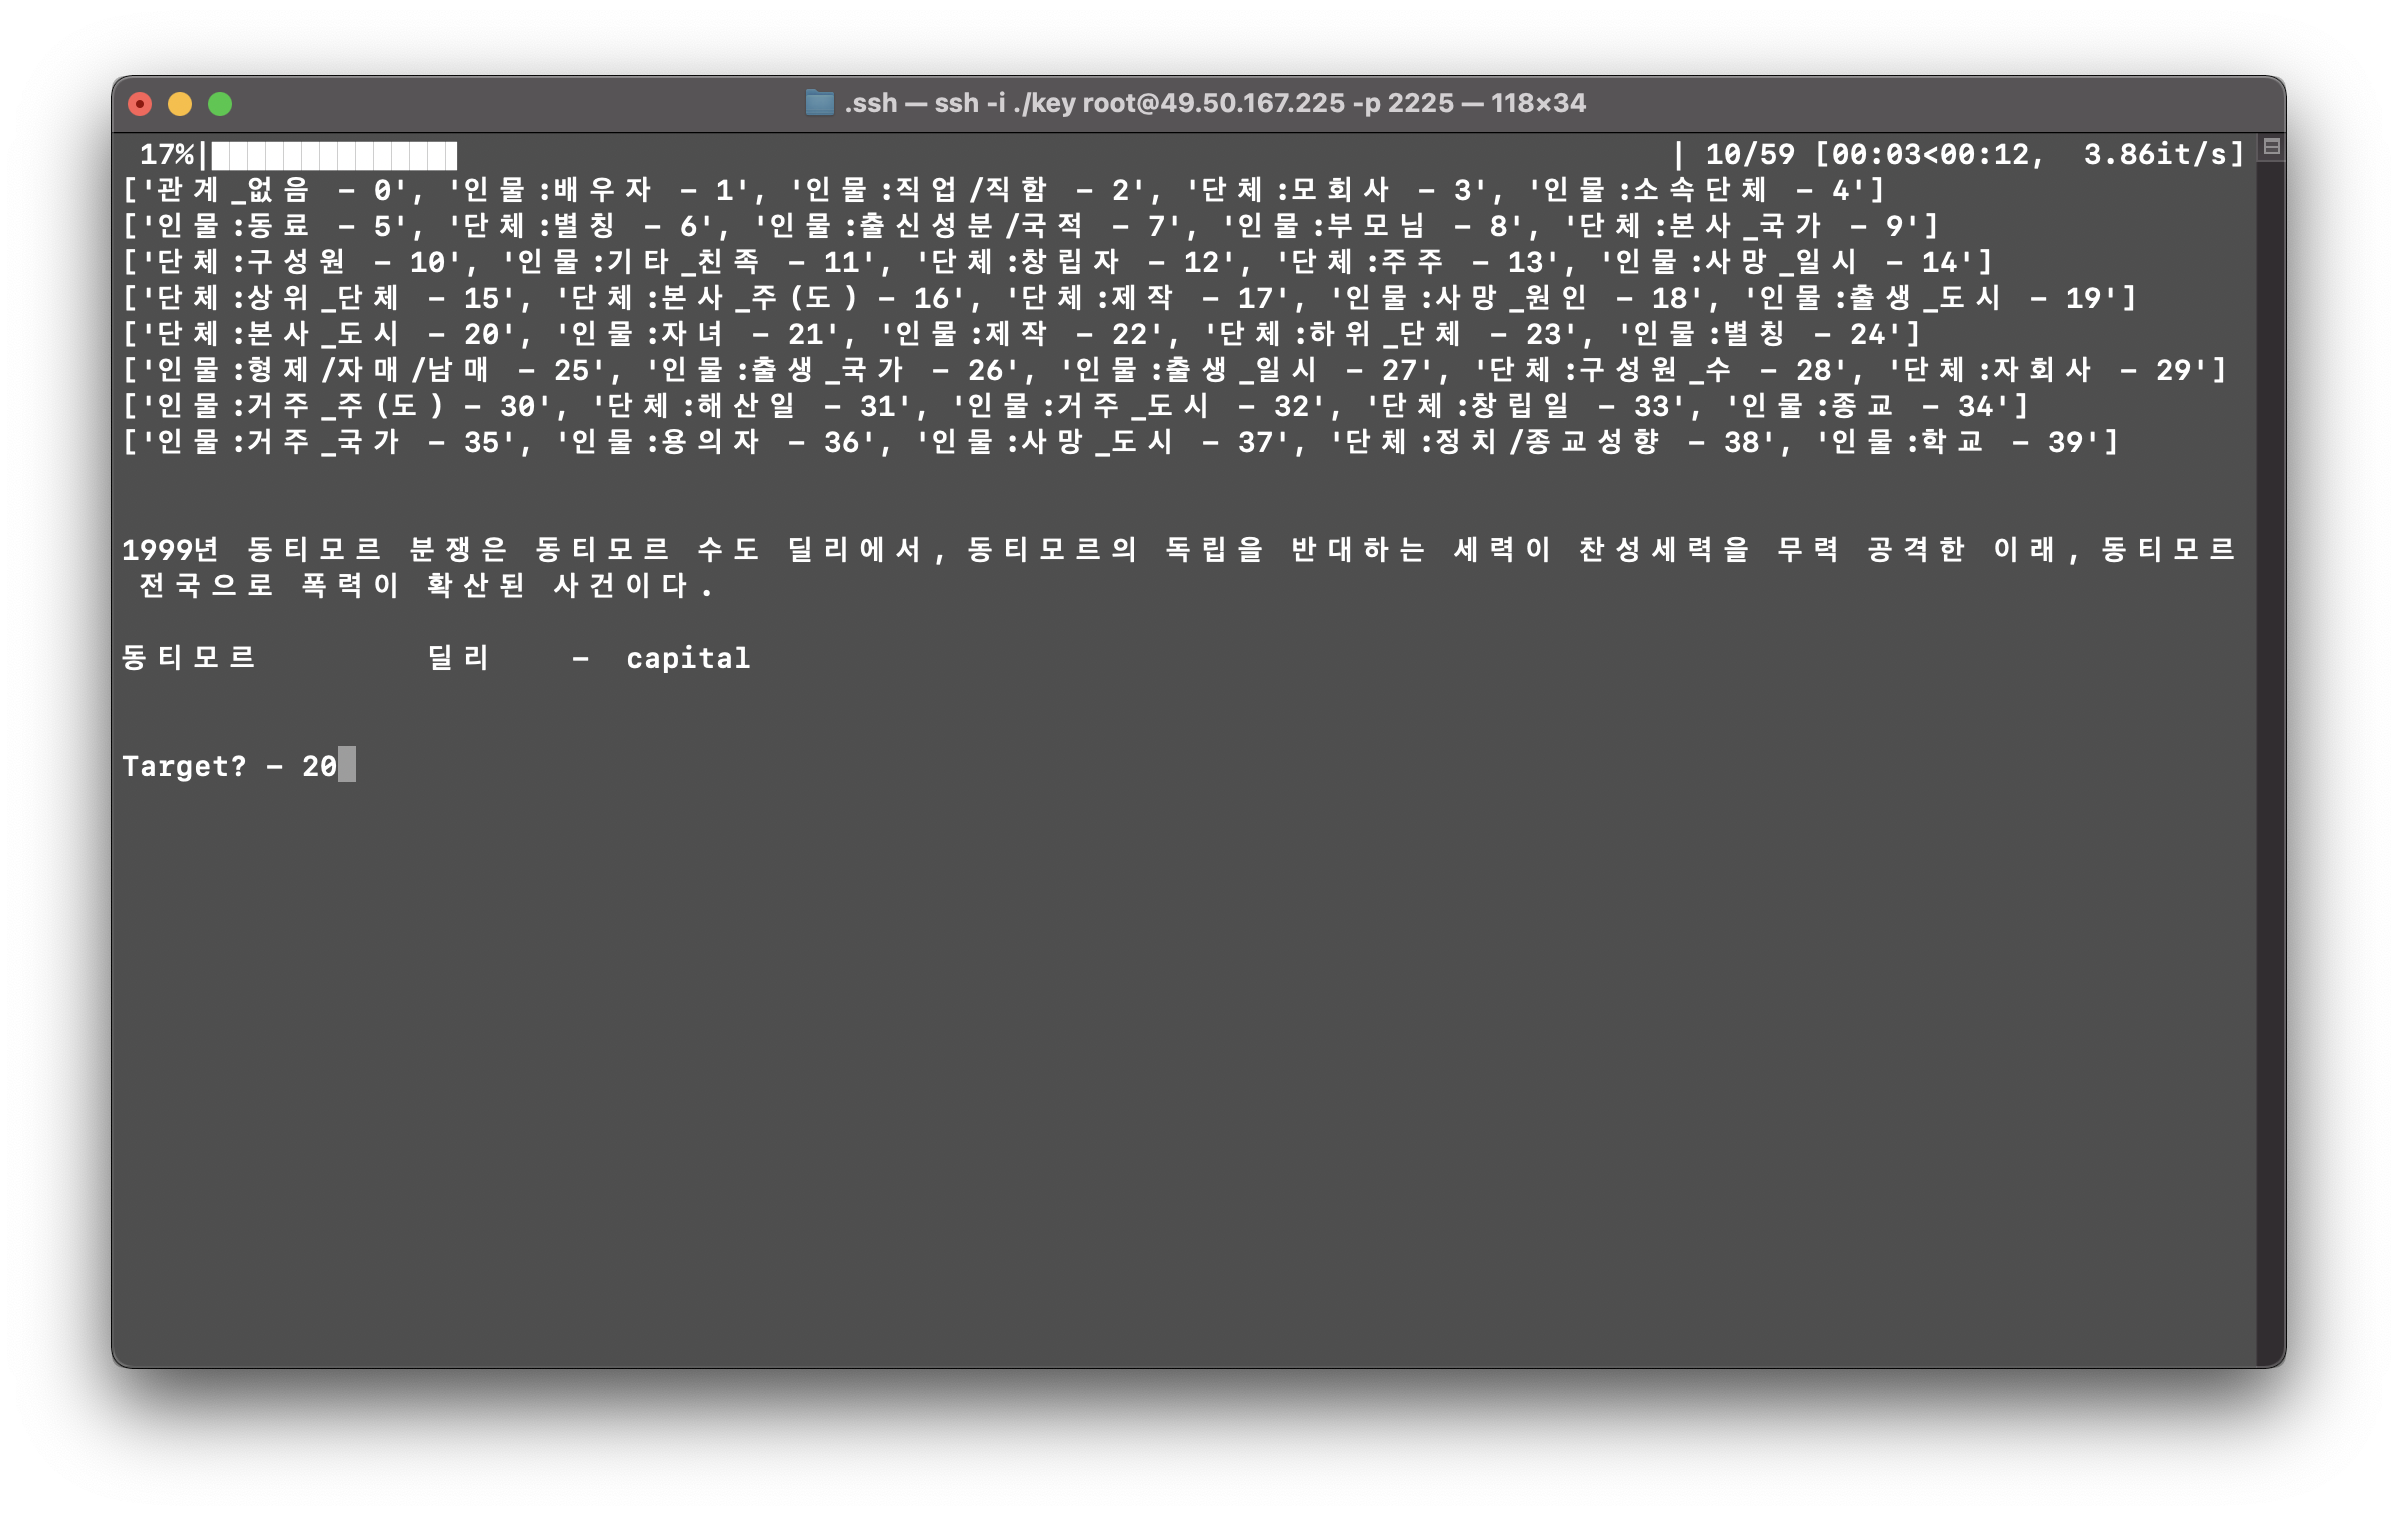 .ssh — ssh -i ./key root@49.50.167.225 -p 2225 — 118×34
17%|██████████████ | 10/59 [00:03<00:12, 3.86it/s]
['관계_없음 - 0', '인물:배우자 - 1', '인물:직업/직함 - 2', '단체:모회사 - 3', '인물:소속단체 - 4']
['인물:동료 - 5', '단체:별칭 - 6', '인물:출신성분/국적 - 7', '인물:부모님 - 8', '단체:본사_국가 - 9']
['단체:구성원 - 10', '인물:기타_친족 - 11', '단체:창립자 - 12', '단체:주주 - 13', '인물:사망_일시 - 14']
['단체:상위_단체 - 15', '단체:본사_주(도) - 16', '단체:제작 - 17', '인물:사망_원인 - 18', '인물:출생_도시 - 19']
['단체:본사_도시 - 20', '인물:자녀 - 21', '인물:제작 - 22', '단체:하위_단체 - 23', '인물:별칭 - 24']
['인물:형제/자매/남매 - 25', '인물:출생_국가 - 26', '인물:출생_일시 - 27', '단체:구성원_수 - 28', '단체:자회사 - 29']
['인물:거주_주(도) - 30', '단체:해산일 - 31', '인물:거주_도시 - 32', '단체:창립일 - 33', '인물:종교 - 34']
['인물:거주_국가 - 35', '인물:용의자 - 36', '인물:사망_도시 - 37', '단체:정치/종교성향 - 38', '인물:학교 - 39']
1999년 동티모르 분쟁은 동티모르 수도 딜리에서, 동티모르의 독립을 반대하는 세력이 찬성세력을 무력 공격한 이래, 동티모르
전국으로 폭력이 확산된 사건이다.
동티모르 딜리 - capital
Target? - 20